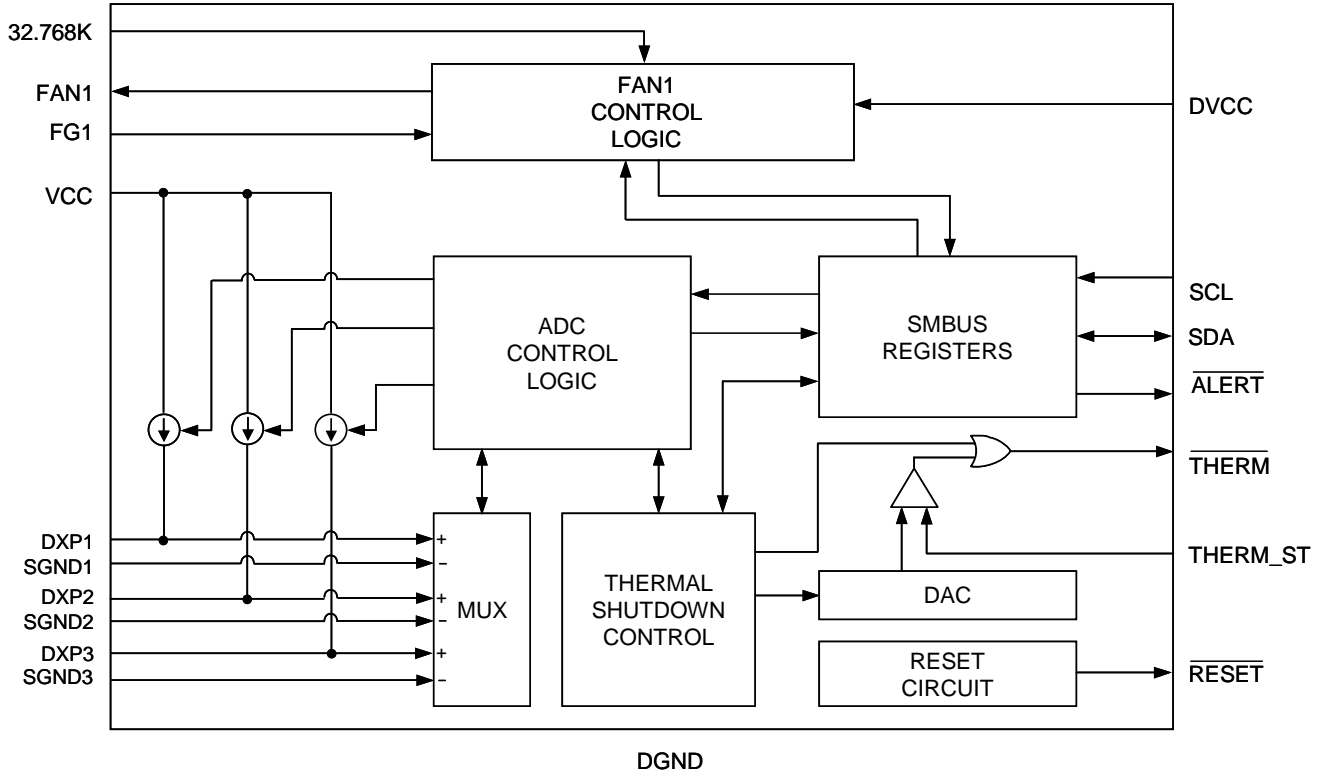 32.768K
FAN1
FG1
VCC
FAN1
CONTROL
LOGIC
DVCC
ADC
CONTROL
LOGIC
SMBUS
REGISTERS
SCL
SDA
ALERT
THERM
THERM_ST
RESET
DXP1
SGND1
DXP2
SGND2
DXP3
SGND3
+
-
+
-
+
-
MUX
THERMAL
SHUTDOWN
CONTROL
DAC
RESET
CIRCUIT
DGND